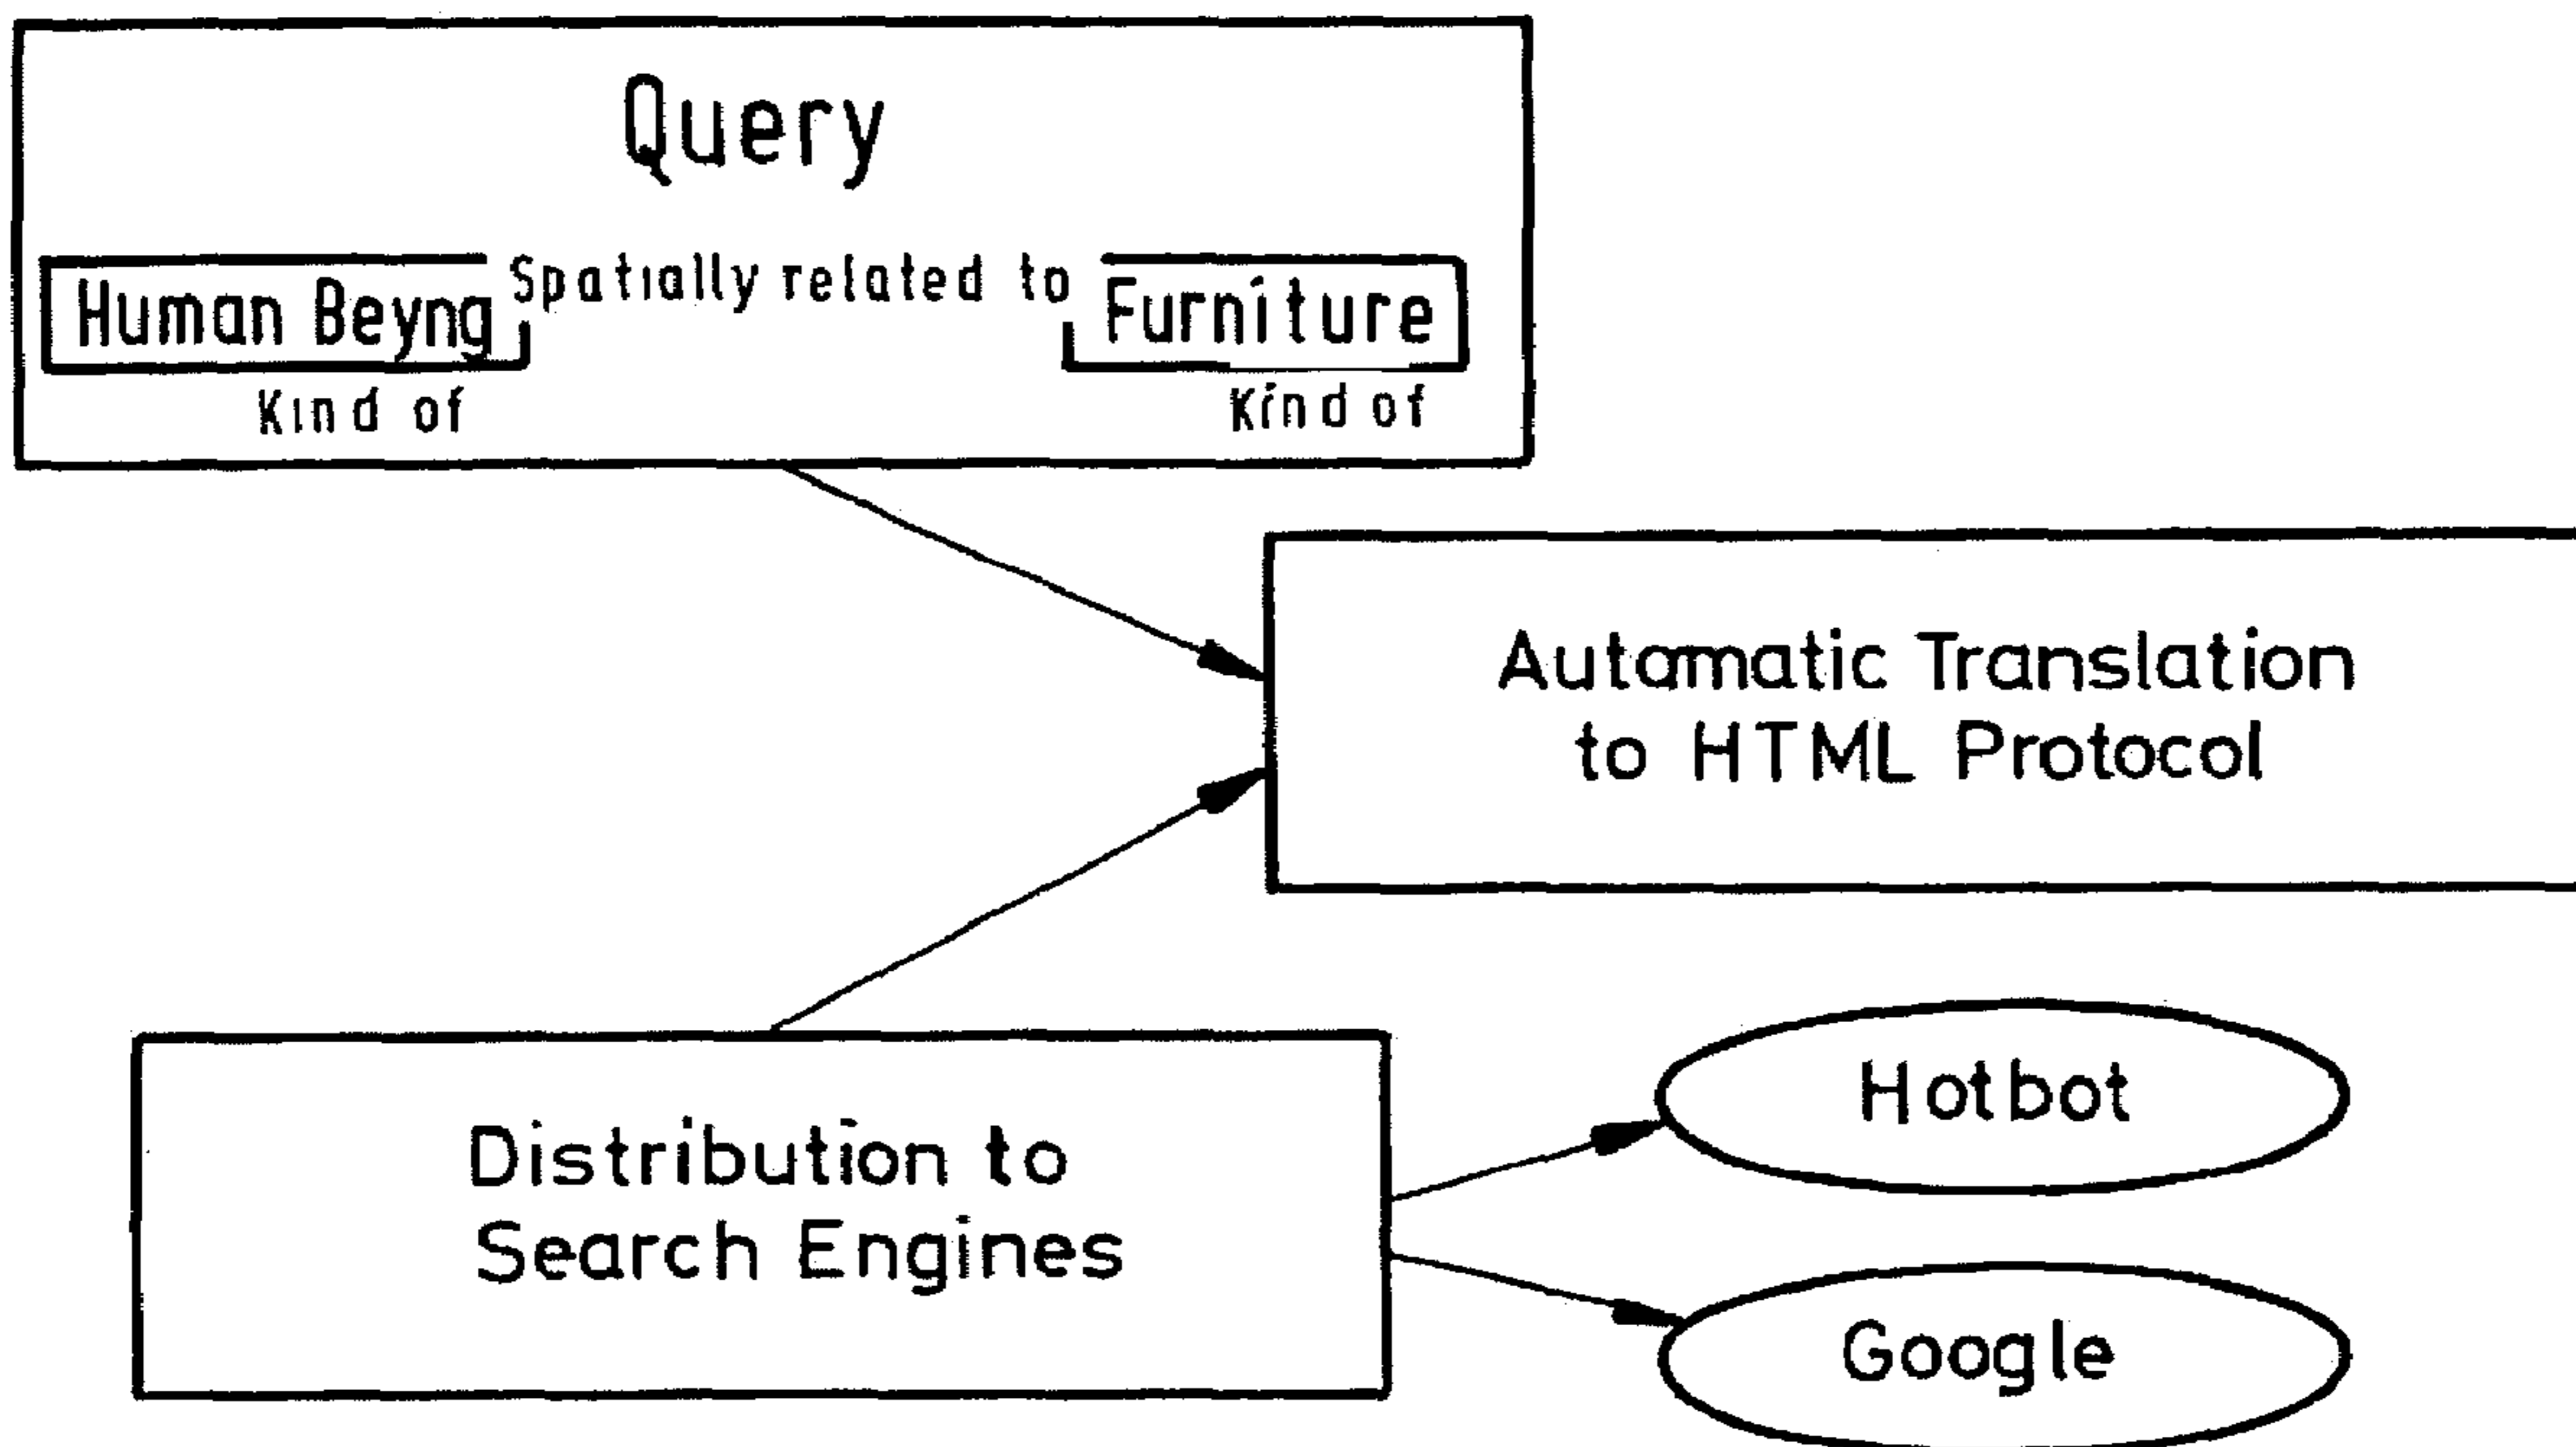 Query
Human Beyng Spatially related to Furniture
Kind of Kind of
Automatic Translation
to HTML Protocol
Distribution to
Search Engines
Hotbot
Google